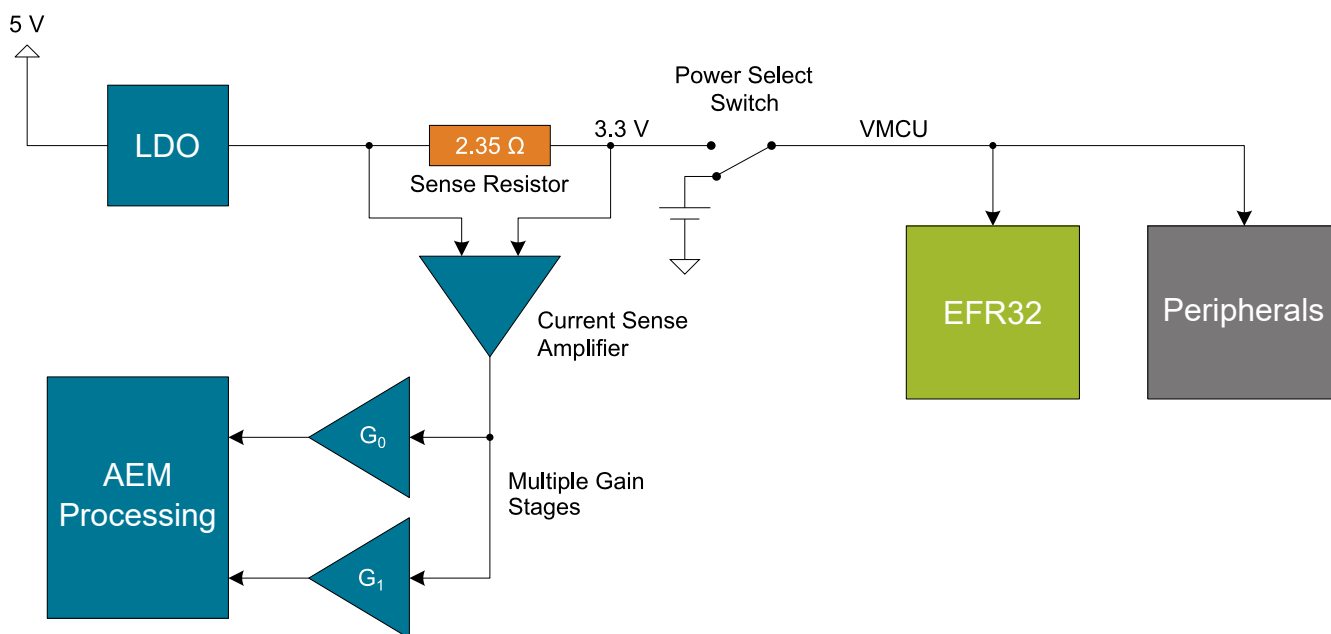 5 V
LDO
2.35 Ω
Sense Resistor
3.3 V
Power Select
Switch
VMCU
EFR32
Peripherals
Current Sense
Amplifier
AEM
Processing
G₀
G₁
Multiple Gain
Stages